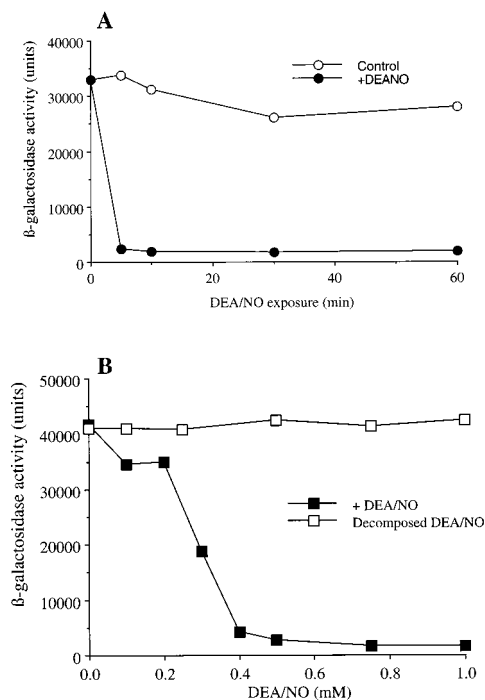 A
ß-galactosidase activity (units)
40000
30000
20000
10000
0
Control
+DEANO
0 20 40 60
DEA/NO exposure (min)
B
ß-galactosidase activity (units)
50000
40000
30000
20000
10000
0
+ DEA/NO
Decomposed DEA/NO
0.0 0.2 0.4 0.6 0.8 1.0
DEA/NO (mM)